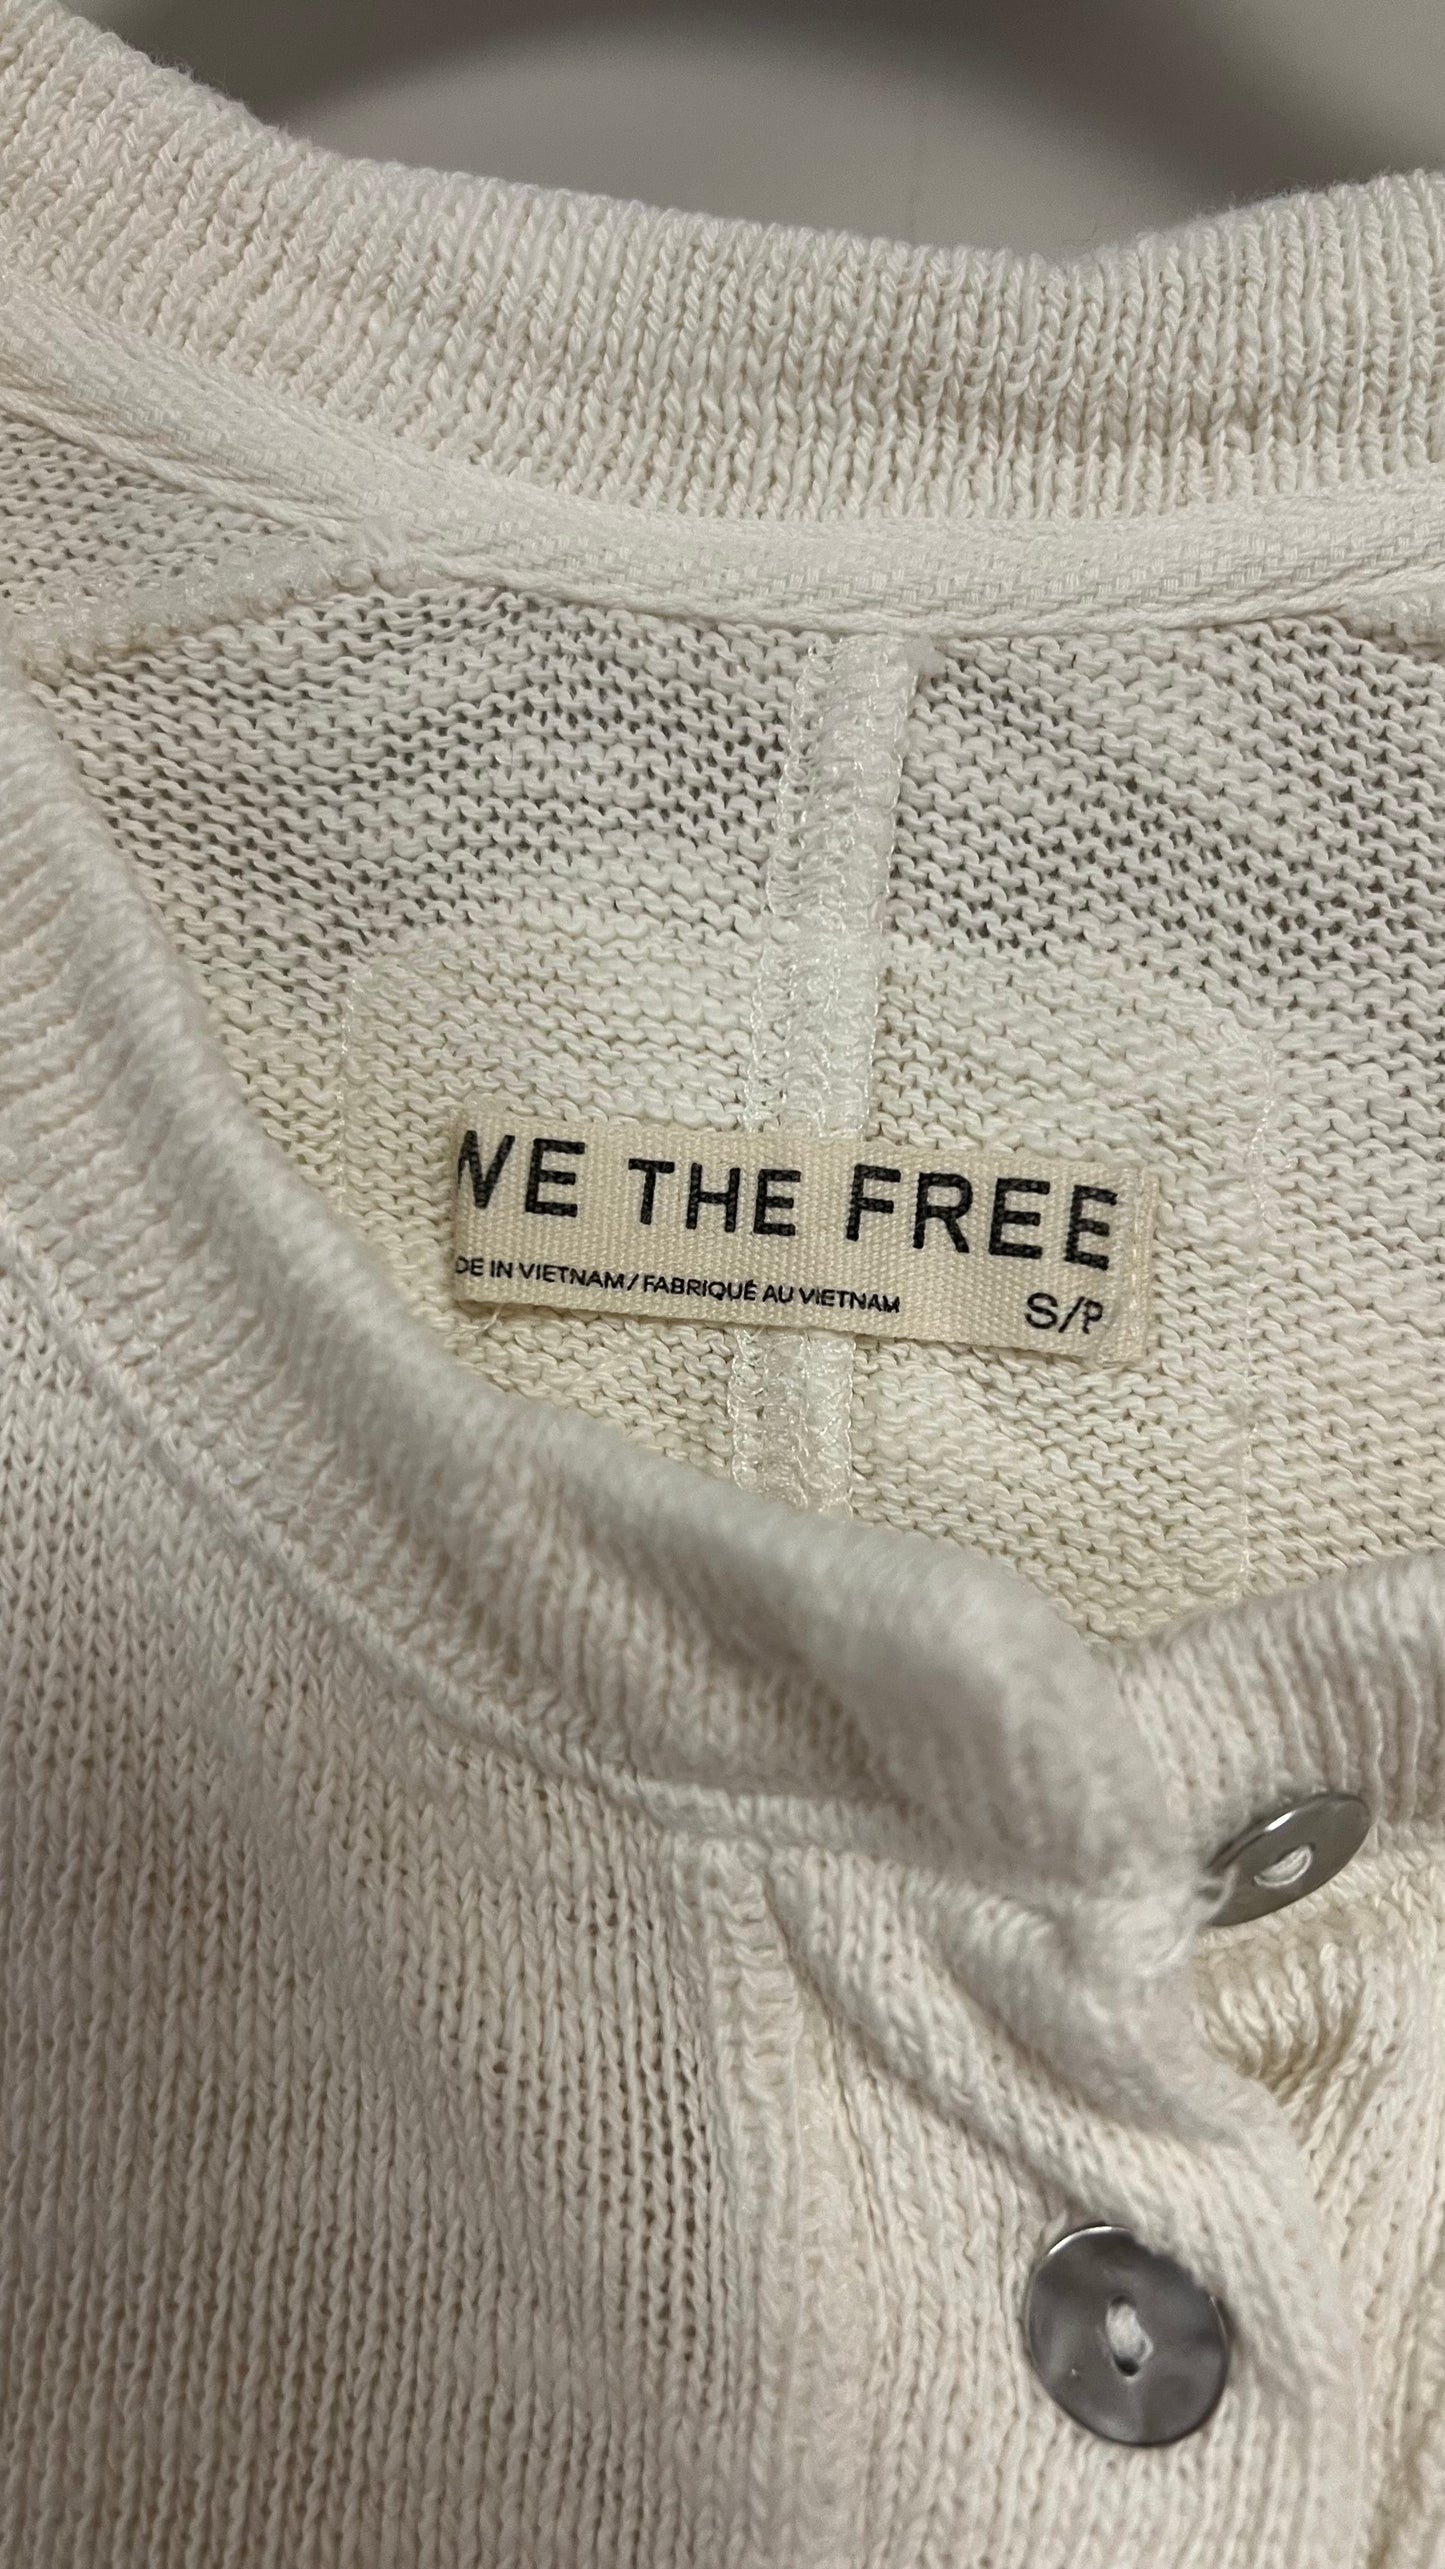 WE THE FREE
DE IN VIETNAM / FABRIQUÉ AU VIETNAM
S/P